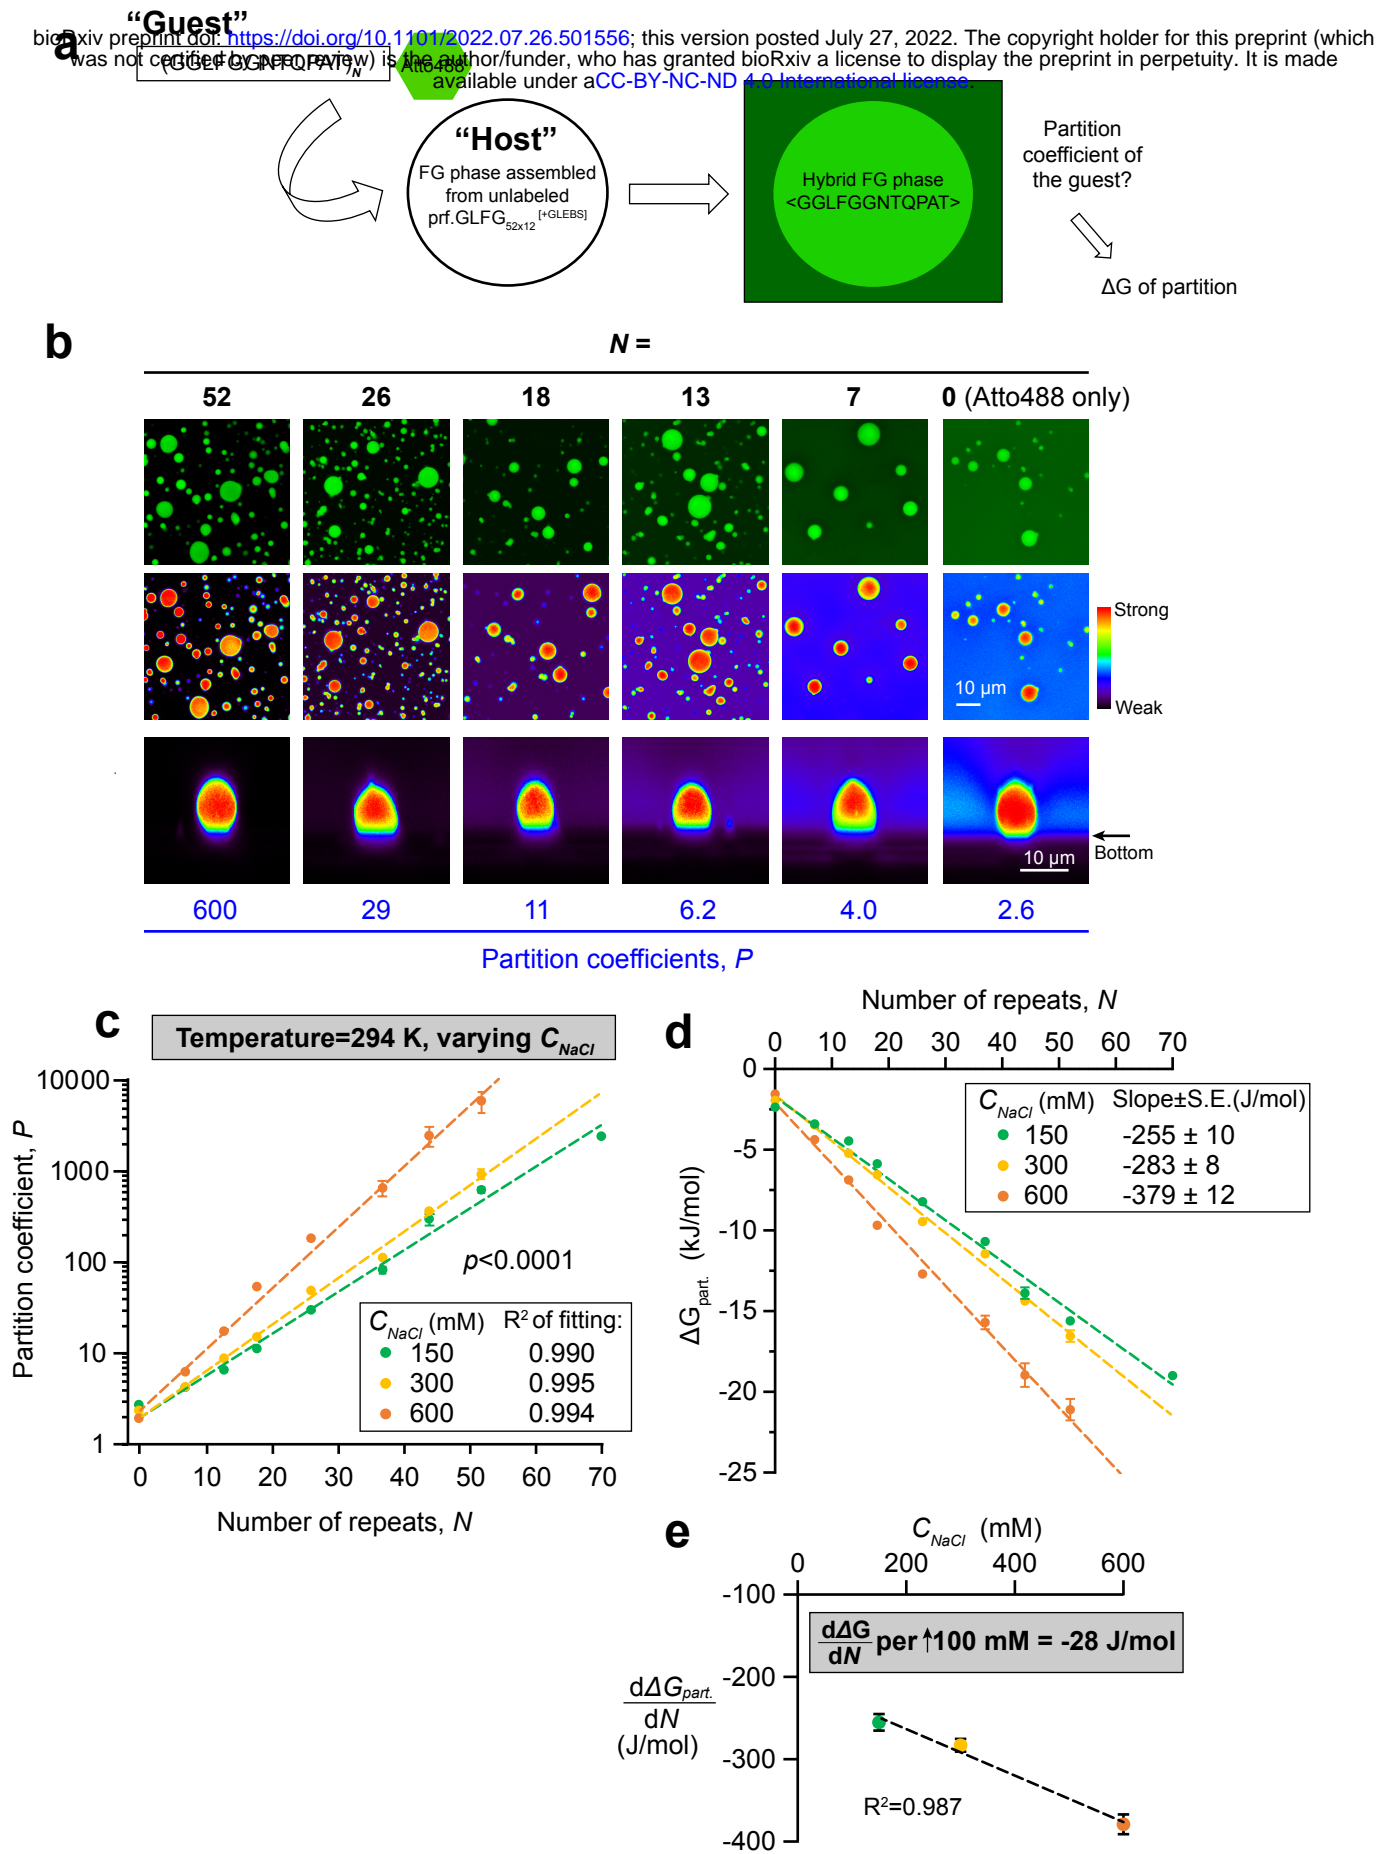 “Guest”
a
bioRxiv preprint doi: https://doi.org/10.1101/2022.07.26.501556; this version posted July 27, 2022. The copyright holder for this preprint (which
was not certified by peer review) is the author/funder, who has granted bioRxiv a license to display the preprint in perpetuity. It is made
available under aCC-BY-NC-ND 4.0 International license.
(GGLFGGNTQPAT)N
Atto488
“Host”
FG phase assembled
from unlabeled
prf.GLFG52x12 [+GLEBS]
Hybrid FG phase
<GGLFGGNTQPAT>
Partition
coefficient of
the guest?
ΔG of partition
b
N =
52 26 18 13 7 0 (Atto488 only)
Strong
10 µm
Weak
Bottom
10 µm
600 29 11 6.2 4.0 2.6
Partition coefficients, P
c
Temperature=294 K, varying CNaCl
Partition coefficient, P
10000
1000
100
10
1
p<0.0001
CNaCl (mM) R² of fitting:
150 0.990
300 0.995
600 0.994
0 10 20 30 40 50 60 70
Number of repeats, N
d
Number of repeats, N
0 10 20 30 40 50 60 70
0
-5
-10
-15
-20
-25
ΔGpart. (kJ/mol)
CNaCl (mM) Slope±S.E.(J/mol)
150 -255 ± 10
300 -283 ± 8
600 -379 ± 12
e
CNaCl (mM)
0 200 400 600
-100
-200
-300
-400
dΔG
dN
per ↑100 mM = -28 J/mol
dΔGpart.
dN
(J/mol)
R²=0.987